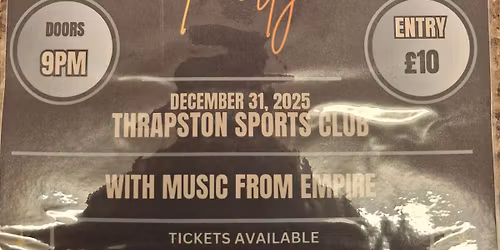 DOORS
9PM
ENTRY
£10
DECEMBER 31, 2025
THRAPSTON SPORTS CLUB
WITH MUSIC FROM EMPIRE
TICKETS AVAILABLE